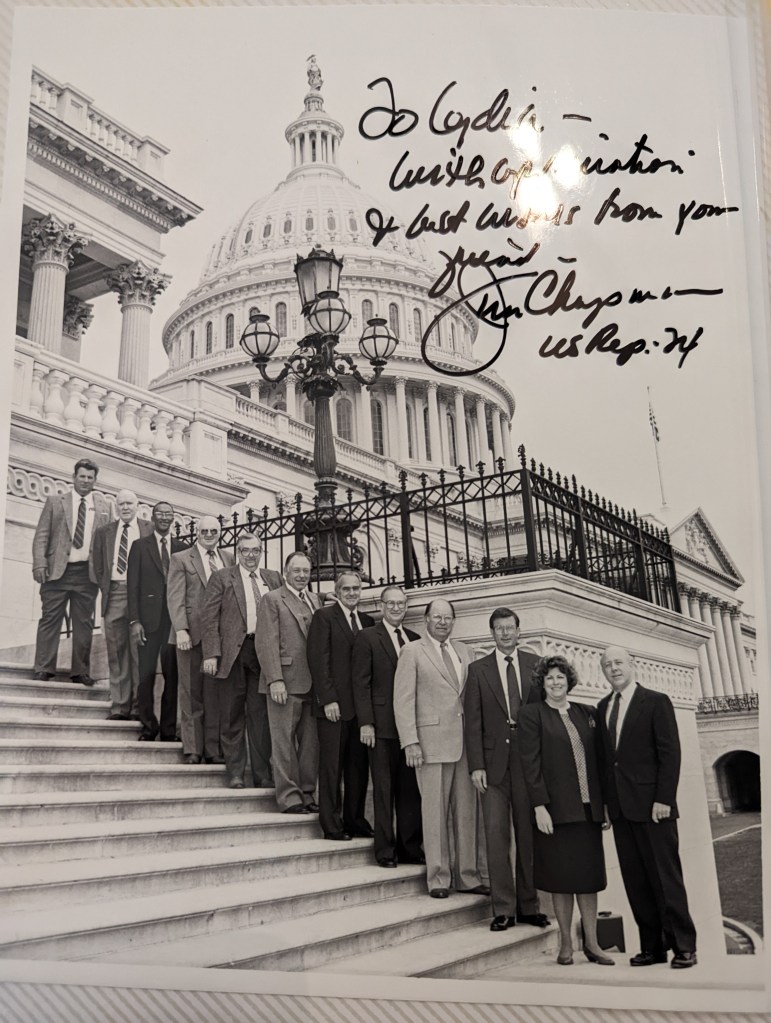 To Lydia -
with appreciation
& best wishes from your
friend -
Jim Chapman
US Rep. TX